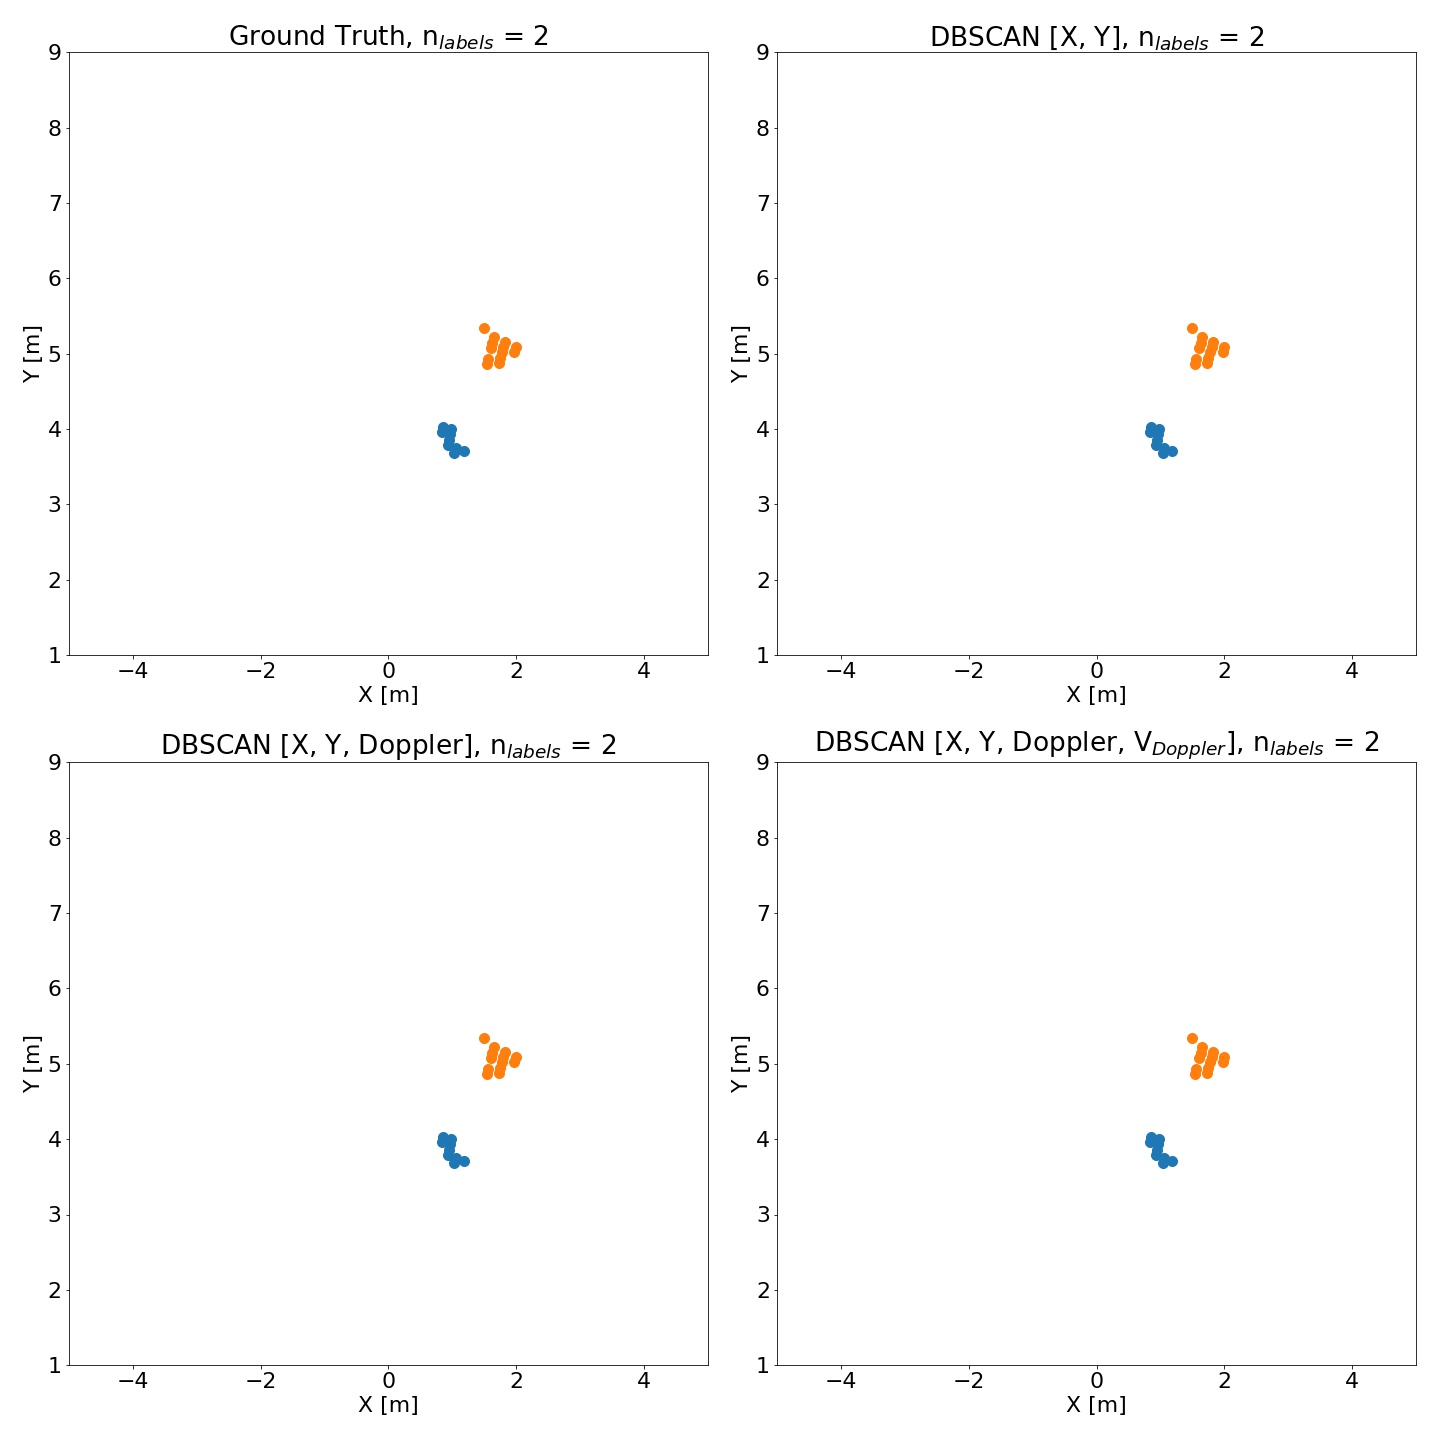 Ground Truth, n_labels = 2
9
8
7
6
5
4
3
2
1
Y [m]
−4 −2 0 2 4
X [m]
DBSCAN [X, Y], n_labels = 2
9
8
7
6
5
4
3
2
1
Y [m]
−4 −2 0 2 4
X [m]
DBSCAN [X, Y, Doppler], n_labels = 2
9
8
7
6
5
4
3
2
1
Y [m]
−4 −2 0 2 4
X [m]
DBSCAN [X, Y, Doppler, V_Doppler], n_labels = 2
9
8
7
6
5
4
3
2
1
Y [m]
−4 −2 0 2 4
X [m]